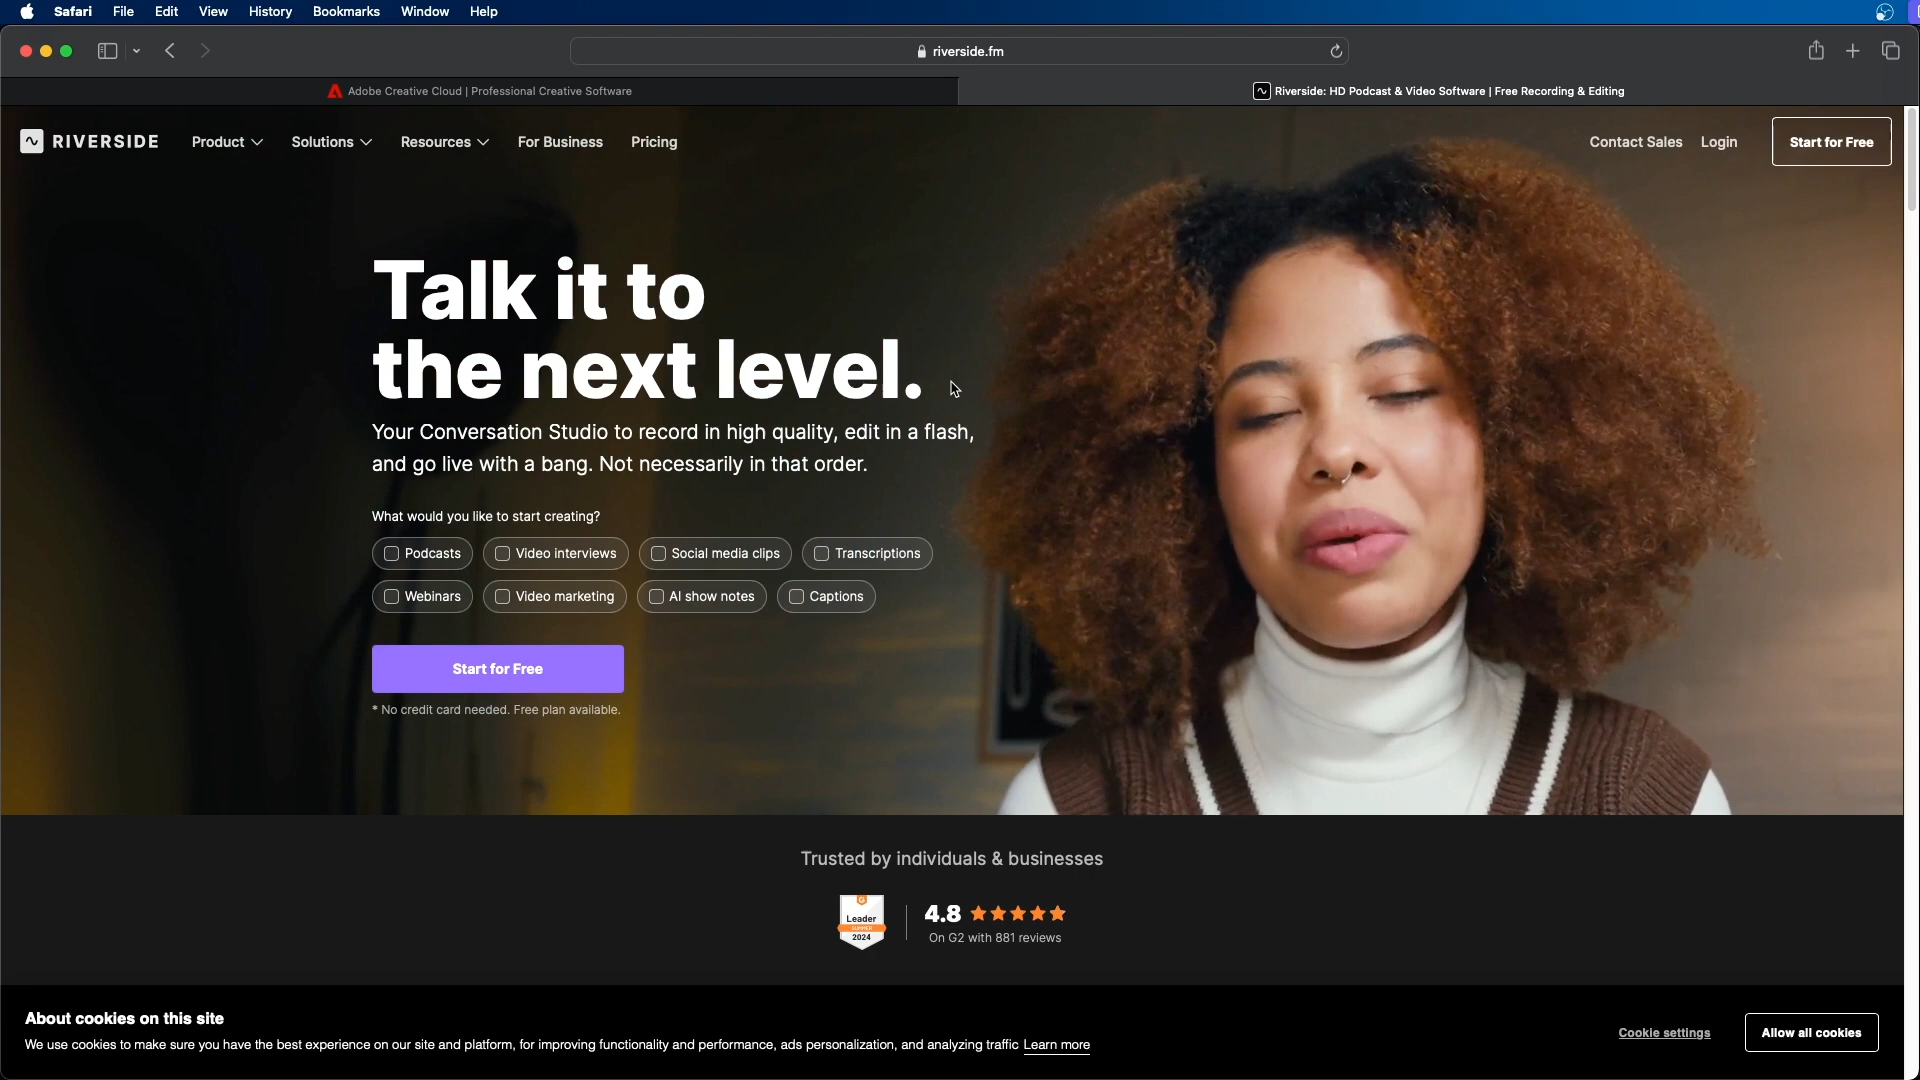 Safari File Edit View History Bookmarks Window Help
riverside.fm
Adobe Creative Cloud | Professional Creative Software
Riverside: HD Podcast & Video Software | Free Recording & Editing
RIVERSIDE Product Solutions Resources For Business Pricing Contact Sales Login Start for Free
Talk it to
the next level.
Your Conversation Studio to record in high quality, edit in a flash,
and go live with a bang. Not necessarily in that order.
What would you like to start creating?
Podcasts Video interviews Social media clips Transcriptions
Webinars Video marketing AI show notes Captions
Start for Free
* No credit card needed. Free plan available.
Trusted by individuals & businesses
Leader
SUMMER
2024
4.8
On G2 with 881 reviews
About cookies on this site
We use cookies to make sure you have the best experience on our site and platform, for improving functionality and performance, ads personalization, and analyzing traffic Learn more
Cookie settings
Allow all cookies